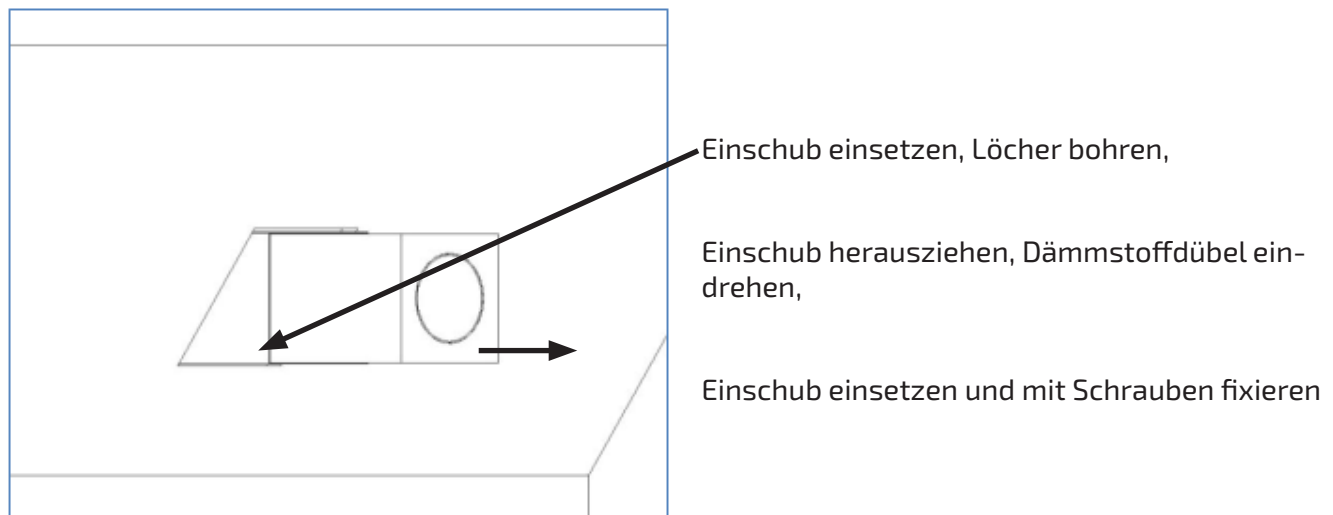 Einschub einsetzen, Löcher bohren,
Einschub herausziehen, Dämmstoffdübel ein-
drehen,
Einschub einsetzen und mit Schrauben fixieren